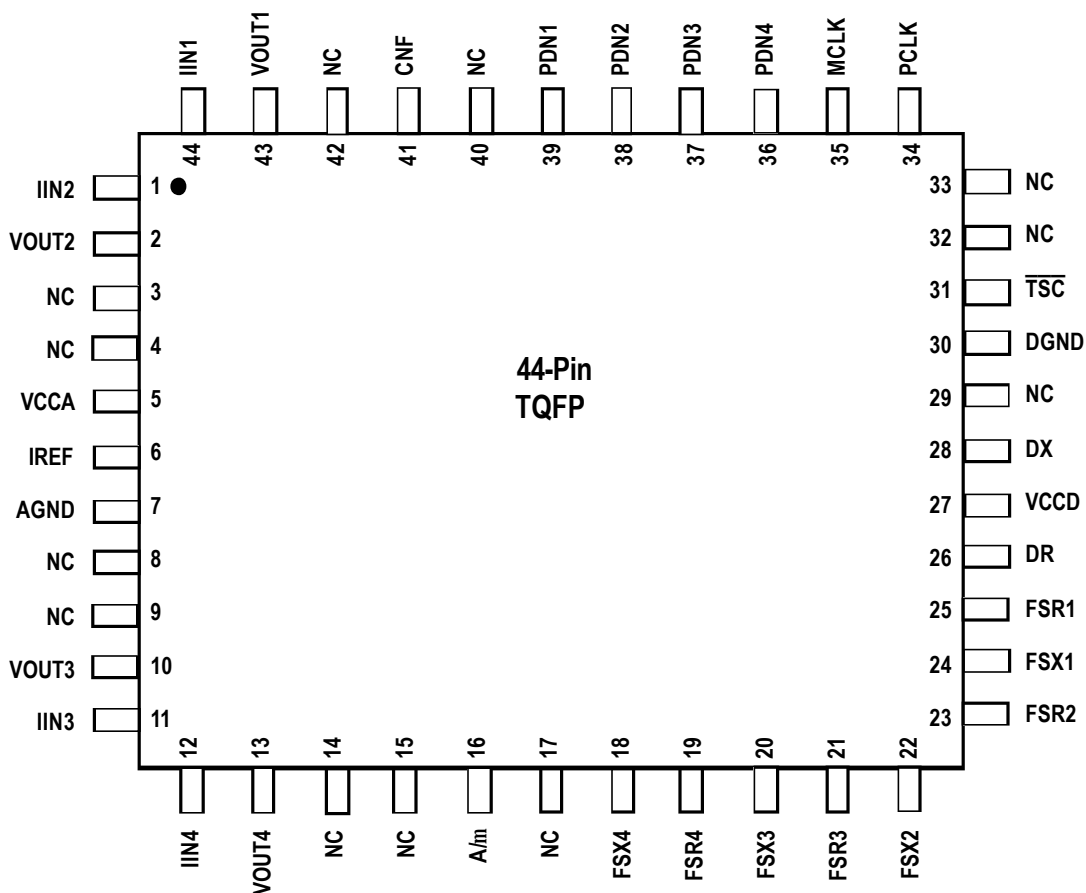 IIN1
VOUT1
NC
CNF
NC
PDN1
PDN2
PDN3
PDN4
MCLK
PCLK
44
43
42
41
40
39
38
37
36
35
34
IIN2 1
VOUT2 2
NC 3
NC 4
VCCA 5
IREF 6
AGND 7
NC 8
NC 9
VOUT3 10
IIN3 11
44-Pin
TQFP
33 NC
32 NC
31 TSC
30 DGND
29 NC
28 DX
27 VCCD
26 DR
25 FSR1
24 FSX1
23 FSR2
12
13
14
15
16
17
18
19
20
21
22
IIN4
VOUT4
NC
NC
A/m
NC
FSX4
FSR4
FSX3
FSR3
FSX2